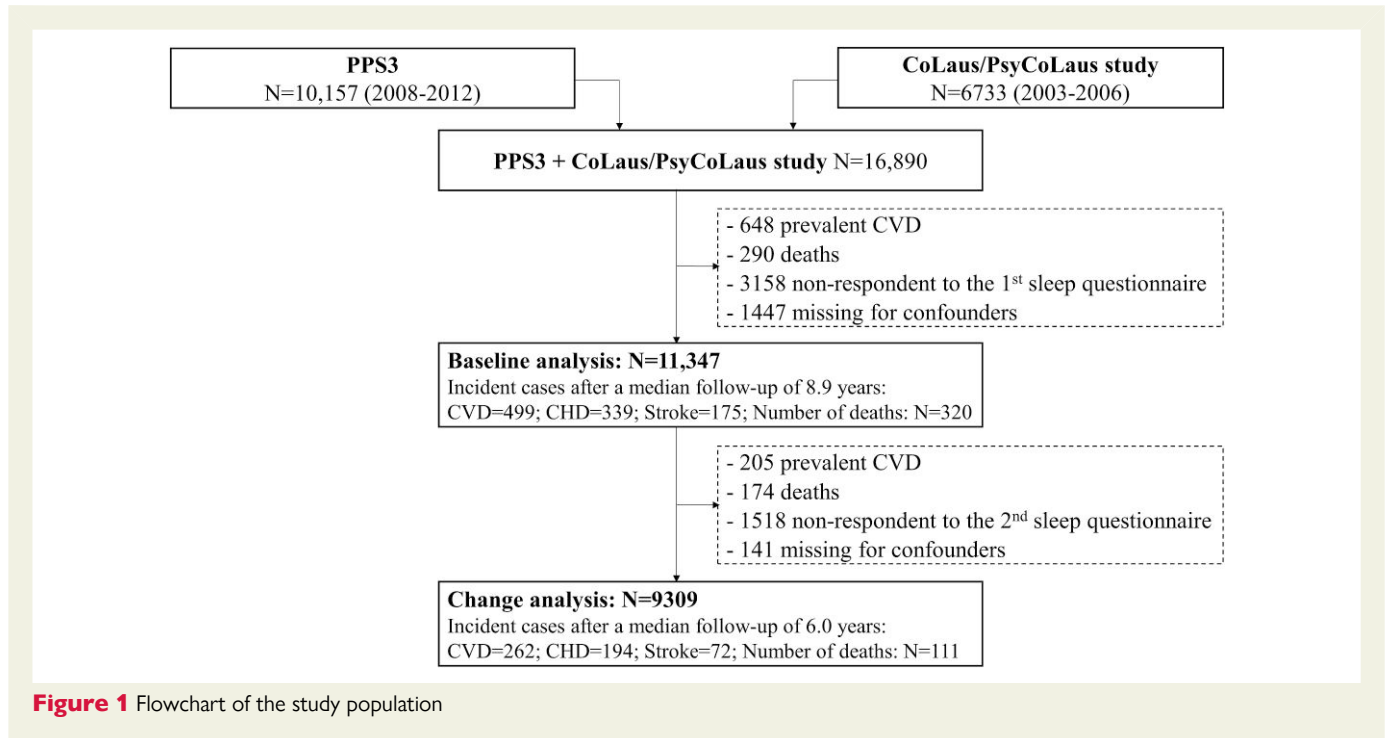 PPS3
N=10,157 (2008-2012)
CoLaus/PsyCoLaus study
N=6733 (2003-2006)
PPS3 + CoLaus/PsyCoLaus study N=16,890
- 648 prevalent CVD
- 290 deaths
- 3158 non-respondent to the 1st sleep questionnaire
- 1447 missing for confounders
Baseline analysis: N=11,347
Incident cases after a median follow-up of 8.9 years:
CVD=499; CHD=339; Stroke=175; Number of deaths: N=320
- 205 prevalent CVD
- 174 deaths
- 1518 non-respondent to the 2nd sleep questionnaire
- 141 missing for confounders
Change analysis: N=9309
Incident cases after a median follow-up of 6.0 years:
CVD=262; CHD=194; Stroke=72; Number of deaths: N=111
Figure 1 Flowchart of the study population